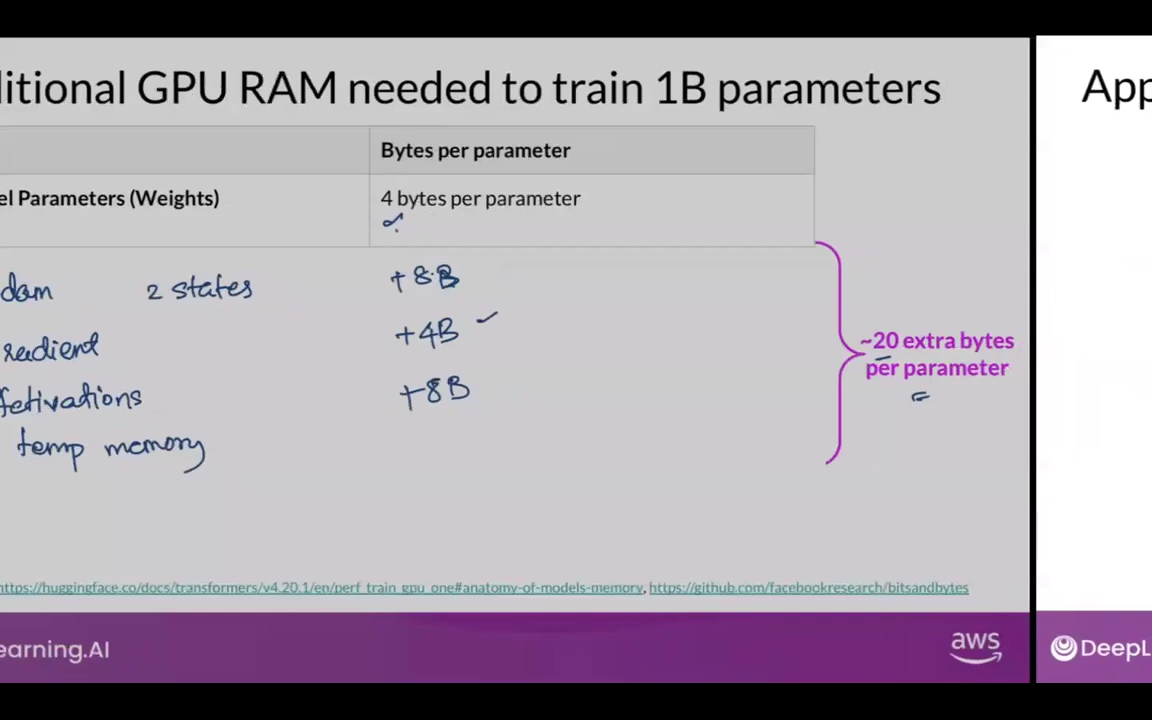 ditional GPU RAM needed to train 1B parameters
App
Bytes per parameter
el Parameters (Weights)
4 bytes per parameter
dam 2 states +8B
radient +4B
+8B
temp memory
~20 extra bytes
per parameter
https://huggingface.co/docs/transformers/v4.20.1/en/perf_train_gpu_one#anatomy-of-models-memory, https://github.com/facebookresearch/bitsandbytes
earning.AI
aws
DeepL